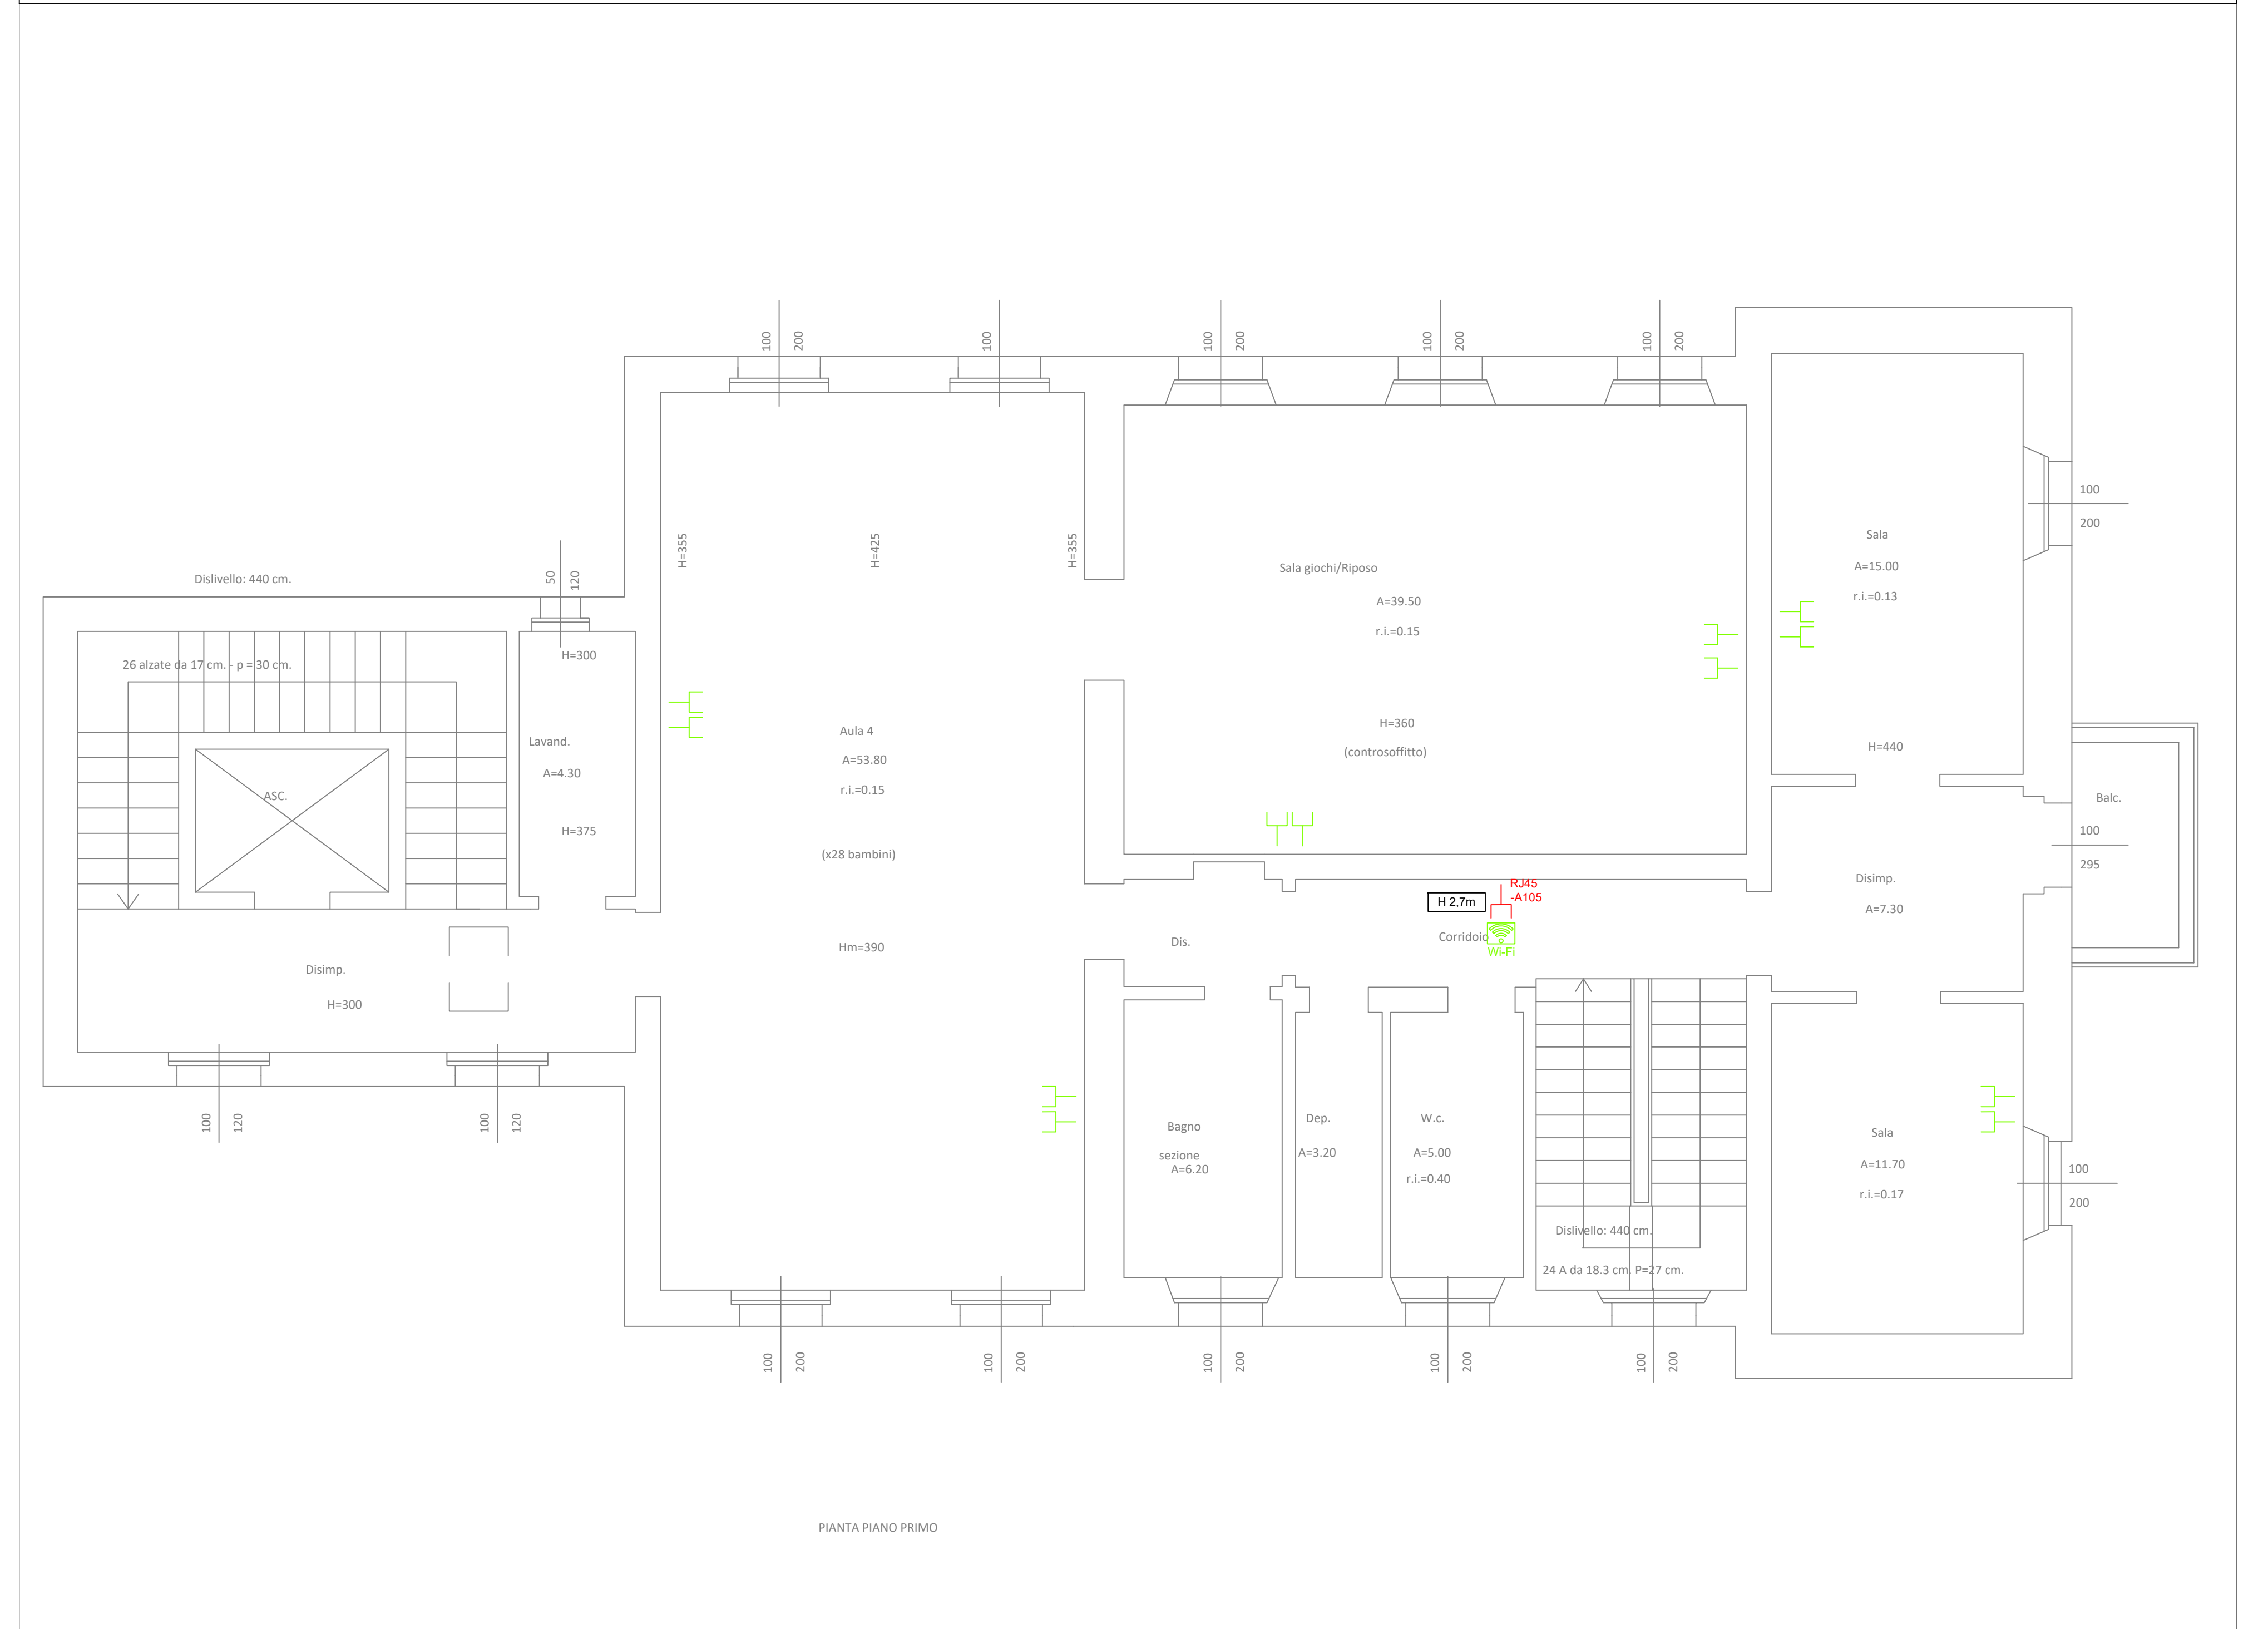 100
200
100
100
200
100
200
100
200
100
200
H=355
H=425
H=355
Sala
A=15.00
r.i.=0.13
Sala giochi/Riposo
A=39.50
r.i.=0.15
Dislivello: 440 cm.
50
120
H=300
26 alzate da 17 cm. - p = 30 cm.
Lavand.
A=4.30
H=375
ASC.
Aula 4
A=53.80
r.i.=0.15
(x28 bambini)
Hm=390
H=360
(controsoffitto)
H=440
Balc.
100
295
Disimp.
A=7.30
RJ45
-A105
H 2,7m
Corridoio
Wi-Fi
Dis.
Disimp.
H=300
100
120
100
120
Bagno
sezione
A=6.20
Dep.
A=3.20
W.c.
A=5.00
r.i.=0.40
Sala
A=11.70
r.i.=0.17
100
200
Dislivello: 440 cm.
24 A da 18.3 cm. P=27 cm.
100
200
100
200
100
200
100
200
100
200
PIANTA PIANO PRIMO